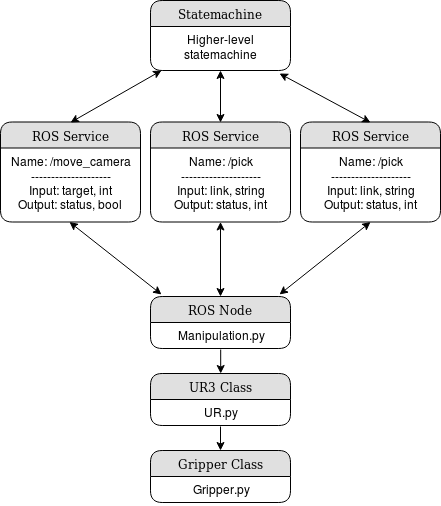 Statemachine
Higher-level
statemachine
ROS Service
Name: /move_camera
--------------------
Input: target, int
Output: status, bool
ROS Service
Name: /pick
--------------------
Input: link, string
Output: status, int
ROS Service
Name: /pick
--------------------
Input: link, string
Output: status, int
ROS Node
Manipulation.py
UR3 Class
UR.py
Gripper Class
Gripper.py